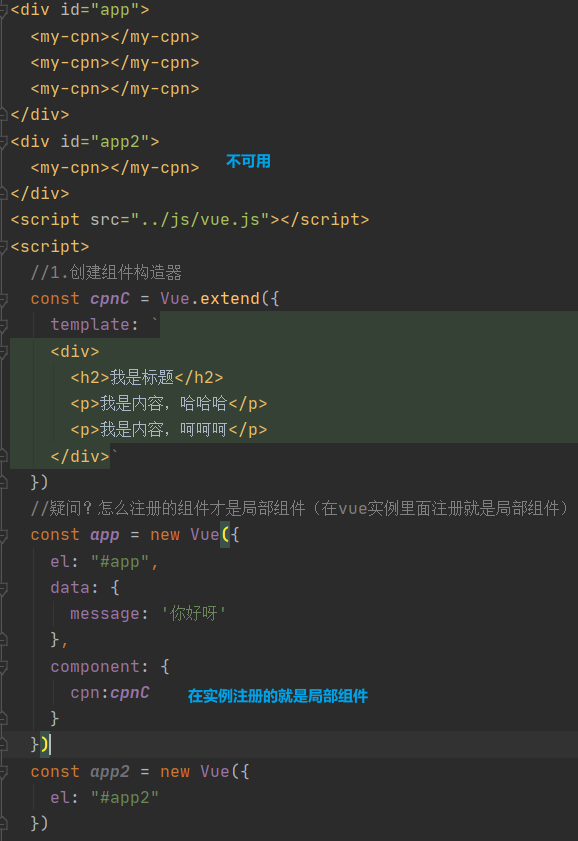 <div id="app">
<my-cpn></my-cpn>
<my-cpn></my-cpn>
<my-cpn></my-cpn>
</div>
<div id="app2">
<my-cpn></my-cpn> 不可用
</div>
<script src="../js/vue.js"></script>
<script>
//1.创建组件构造器
const cpnC = Vue.extend({
template: `
<div>
<h2>我是标题</h2>
<p>我是内容，哈哈哈</p>
<p>我是内容，呵呵呵</p>
</div>`
})
//疑问？怎么注册的组件才是局部组件（在vue实例里面注册就是局部组件）
const app = new Vue({
el: "#app",
data: {
message: '你好呀'
},
component: {
cpn:cpnC 在实例注册的就是局部组件
}
})
const app2 = new Vue({
el: "#app2"
})